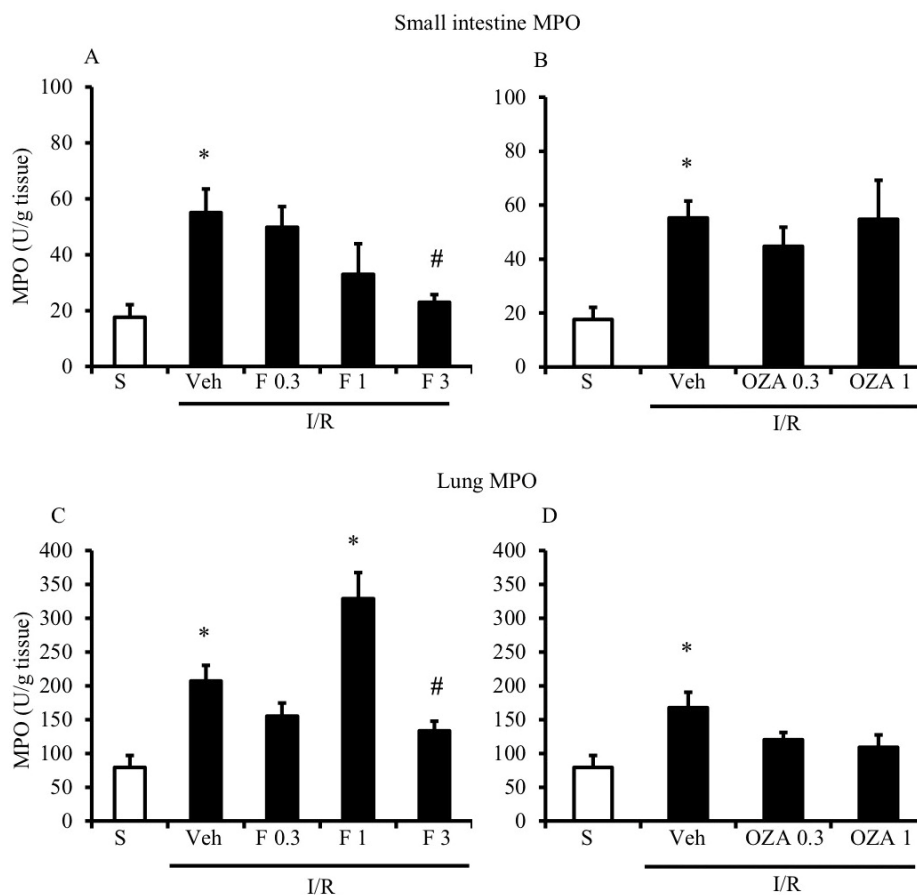 Small intestine MPO
A
B
MPO (U/g tissue)
100
80
60
40
20
0
*
#
S Veh F 0.3 F 1 F 3
I/R
100
80
60
40
20
0
*
S Veh OZA 0.3 OZA 1
I/R
Lung MPO
C
D
MPO (U/g tissue)
400
350
300
250
200
150
100
50
0
*
*
#
S Veh F 0.3 F 1 F 3
I/R
400
350
300
250
200
150
100
50
0
*
S Veh OZA 0.3 OZA 1
I/R